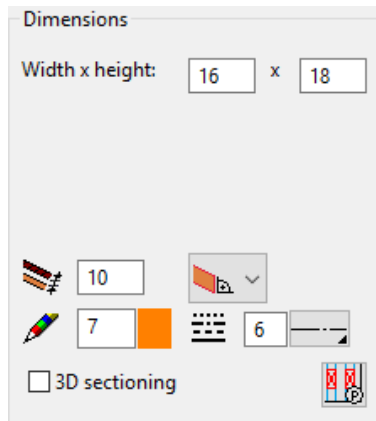 Dimensions
Width x height: 16 x 18
10
7 6
3D sectioning
P